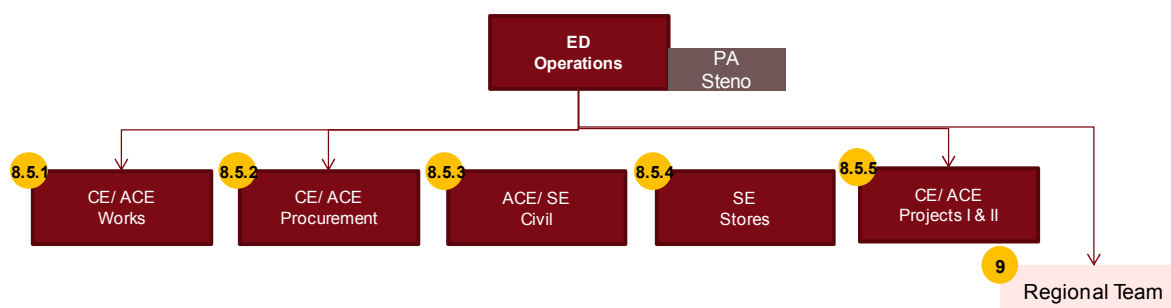 ED
Operations
PA
Steno
8.5.1
CE/ ACE
Works
8.5.2
CE/ ACE
Procurement
8.5.3
ACE/ SE
Civil
8.5.4
SE
Stores
8.5.5
CE/ ACE
Projects I & II
9
Regional Team